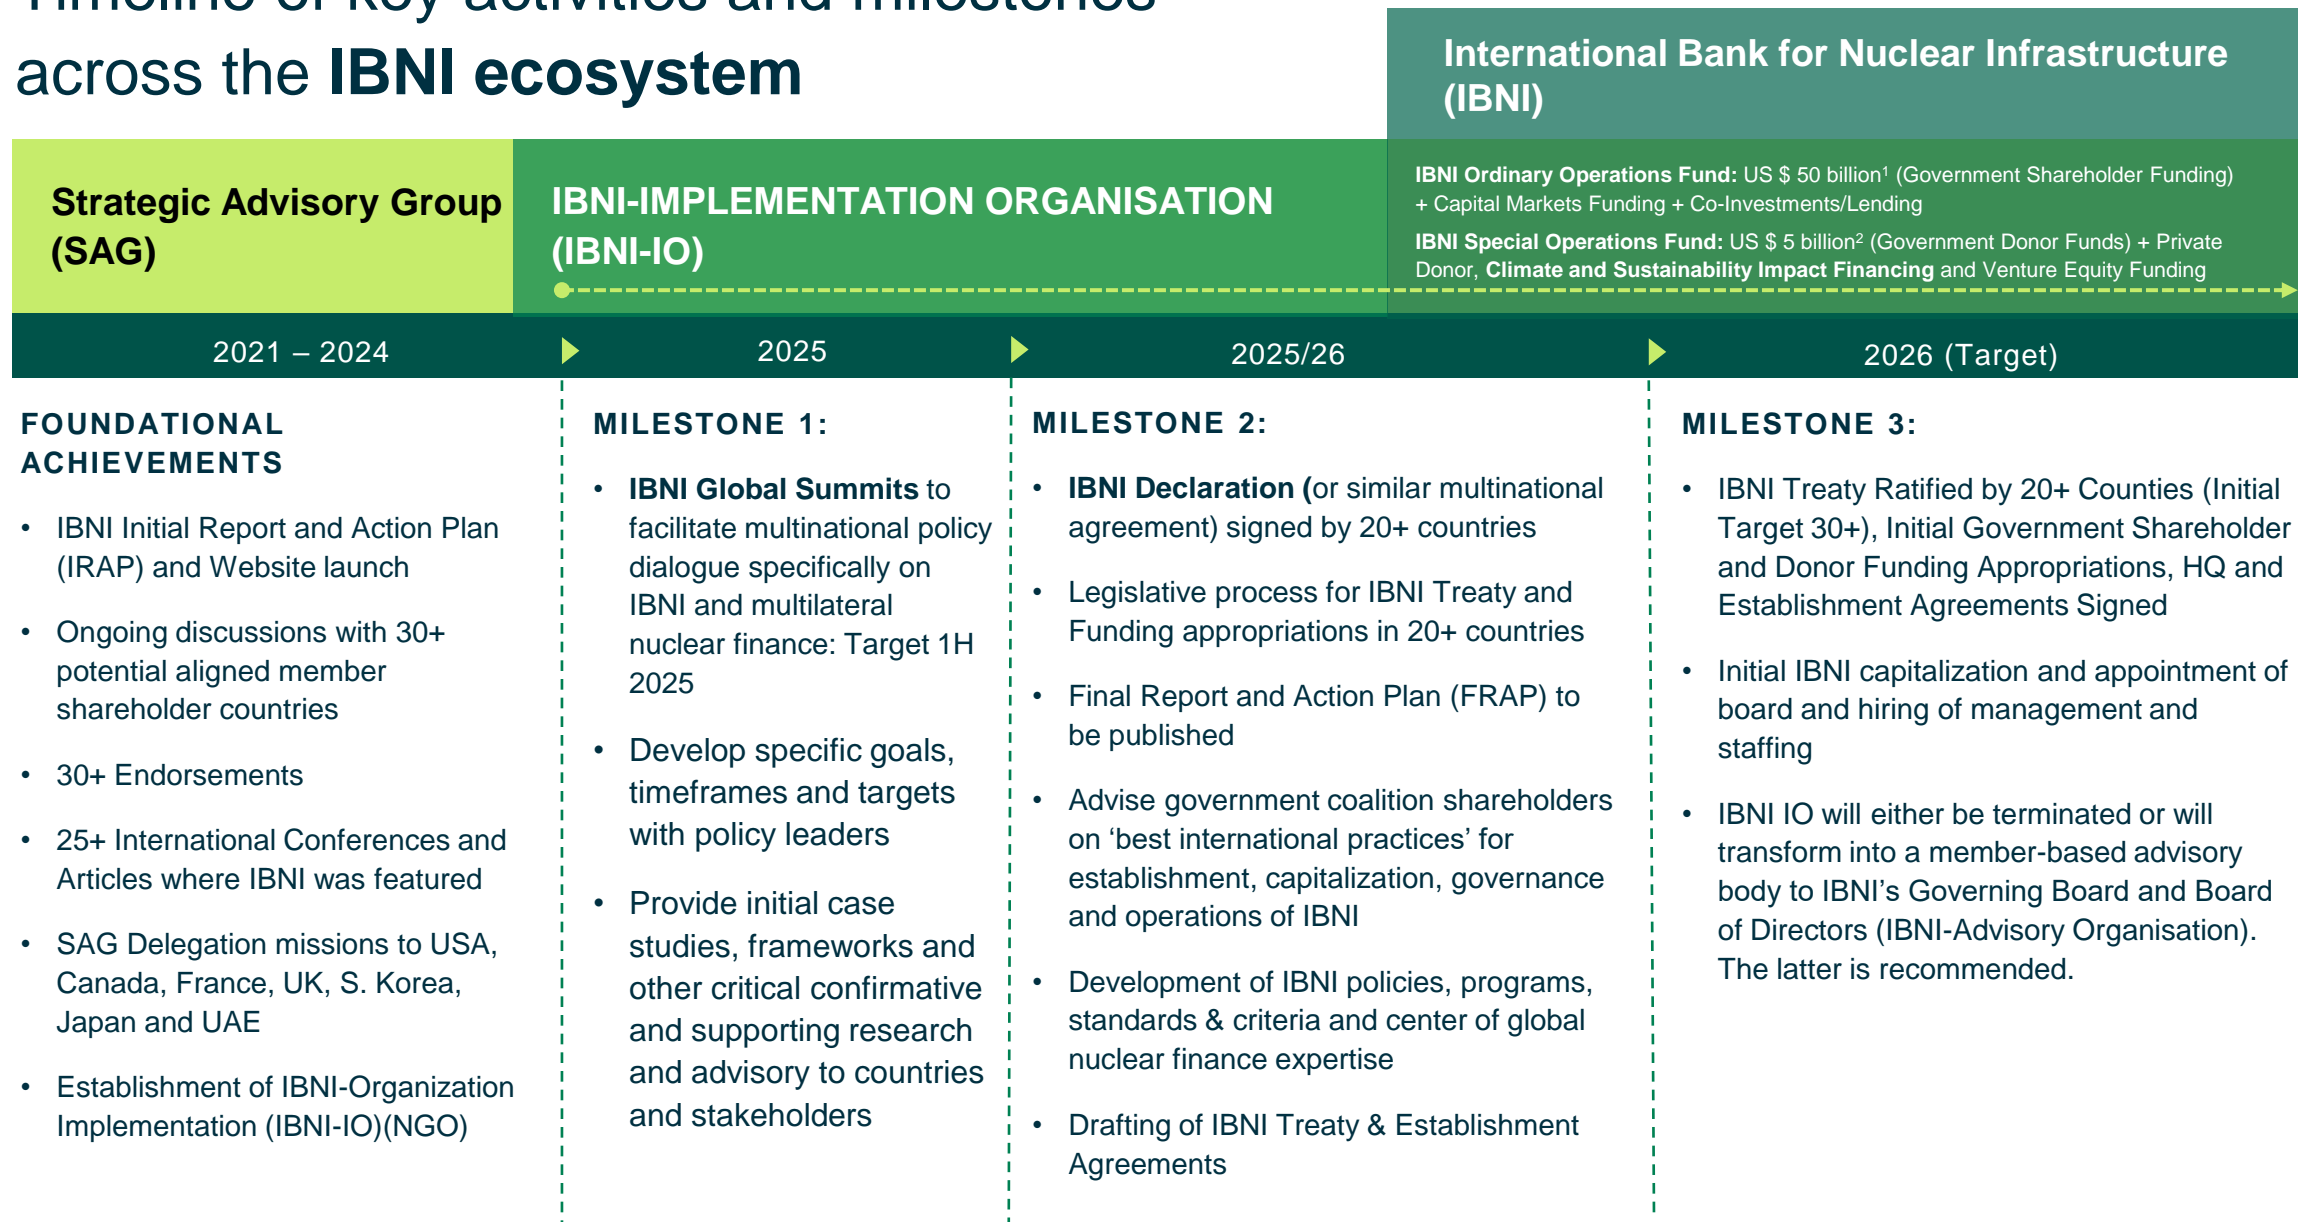 Timeline of key activities and milestones
across the IBNI ecosystem
International Bank for Nuclear Infrastructure
(IBNI)
Strategic Advisory Group
(SAG)
IBNI-IMPLEMENTATION ORGANISATION
(IBNI-IO)
IBNI Ordinary Operations Fund: US $ 50 billion¹ (Government Shareholder Funding)
+ Capital Markets Funding + Co-Investments/Lending
IBNI Special Operations Fund: US $ 5 billion² (Government Donor Funds) + Private
Donor, Climate and Sustainability Impact Financing and Venture Equity Funding
2021 – 2024
2025
2025/26
2026 (Target)
FOUNDATIONAL
ACHIEVEMENTS
• IBNI Initial Report and Action Plan
(IRAP) and Website launch
• Ongoing discussions with 30+
potential aligned member
shareholder countries
• 30+ Endorsements
• 25+ International Conferences and
Articles where IBNI was featured
• SAG Delegation missions to USA,
Canada, France, UK, S. Korea,
Japan and UAE
• Establishment of IBNI-Organization
Implementation (IBNI-IO)(NGO)
MILESTONE 1:
• IBNI Global Summits to
facilitate multinational policy
dialogue specifically on
IBNI and multilateral
nuclear finance: Target 1H
2025
• Develop specific goals,
timeframes and targets
with policy leaders
• Provide initial case
studies, frameworks and
other critical confirmative
and supporting research
and advisory to countries
and stakeholders
MILESTONE 2:
• IBNI Declaration (or similar multinational
agreement) signed by 20+ countries
• Legislative process for IBNI Treaty and
Funding appropriations in 20+ countries
• Final Report and Action Plan (FRAP) to
be published
• Advise government coalition shareholders
on ‘best international practices’ for
establishment, capitalization, governance
and operations of IBNI
• Development of IBNI policies, programs,
standards & criteria and center of global
nuclear finance expertise
• Drafting of IBNI Treaty & Establishment
Agreements
MILESTONE 3:
• IBNI Treaty Ratified by 20+ Counties (Initial
Target 30+), Initial Government Shareholder
and Donor Funding Appropriations, HQ and
Establishment Agreements Signed
• Initial IBNI capitalization and appointment of
board and hiring of management and
staffing
• IBNI IO will either be terminated or will
transform into a member-based advisory
body to IBNI’s Governing Board and Board
of Directors (IBNI-Advisory Organisation).
The latter is recommended.